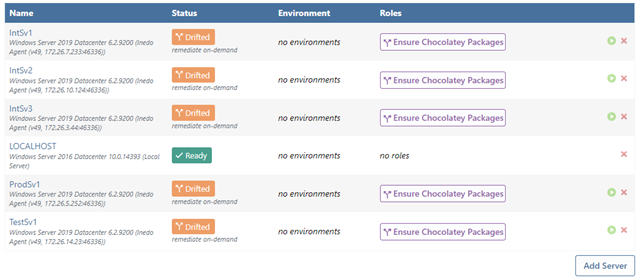 Name Status Environment Roles
IntSv1 Drifted no environments Ensure Chocolatey Packages
Windows Server 2019 Datacenter 6.2.9200 (Inedo remediate on-demand
Agent (v49, 172.26.7.233:46336))
IntSv2 Drifted no environments Ensure Chocolatey Packages
Windows Server 2019 Datacenter 6.2.9200 (Inedo remediate on-demand
Agent (v49, 172.26.10.124:46336))
IntSv3 Drifted no environments Ensure Chocolatey Packages
Windows Server 2019 Datacenter 6.2.9200 (Inedo remediate on-demand
Agent (v49, 172.26.3.44:46336))
LOCALHOST Ready no environments no roles
Windows Server 2016 Datacenter 10.0.14393 (Local
Server)
ProdSv1 Drifted no environments Ensure Chocolatey Packages
Windows Server 2019 Datacenter 6.2.9200 (Inedo remediate on-demand
Agent (v49, 172.26.5.252:46336))
TestSv1 Drifted no environments Ensure Chocolatey Packages
Windows Server 2019 Datacenter 6.2.9200 (Inedo remediate on-demand
Agent (v49, 172.26.14.23:46336))
Add Server